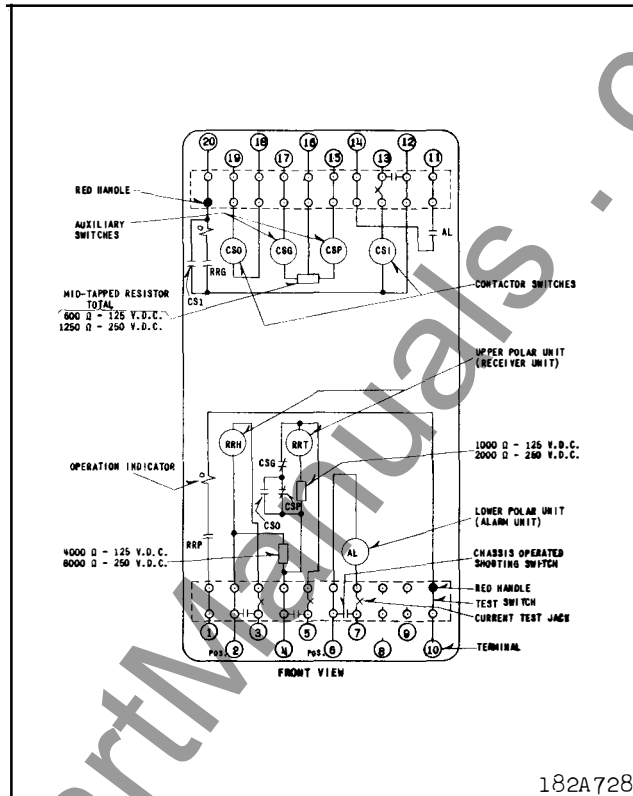 20 18 16 14 12
19 17 15 13 11
RED HANDLE
AUXILIARY
SWITCHES
AL
CSO CSG CSP CS1
RRG
CS1
MID-TAPPED RESISTOR
TOTAL
600 Ω - 125 V.D.C.
1250 Ω - 250 V.D.C.
CONTACTOR SWITCHES
UPPER POLAR UNIT
(RECEIVER UNIT)
RRH RRT
1000 Ω - 125 V.D.C.
2000 Ω - 250 V.D.C.
CSG
OPERATION INDICATOR
CSP
CSO
LOWER POLAR UNIT
(ALARM UNIT)
AL
RRP
4000 Ω - 125 V.D.C.
8000 Ω - 250 V.D.C.
CHASSIS OPERATED
SHORTING SWITCH
RED HANDLE
TEST SWITCH
CURRENT TEST JACK
1 3 5 7 9
POS. 2 4 POS. 6 8 10
TERMINAL
FRONT VIEW
182A728
artManuals.